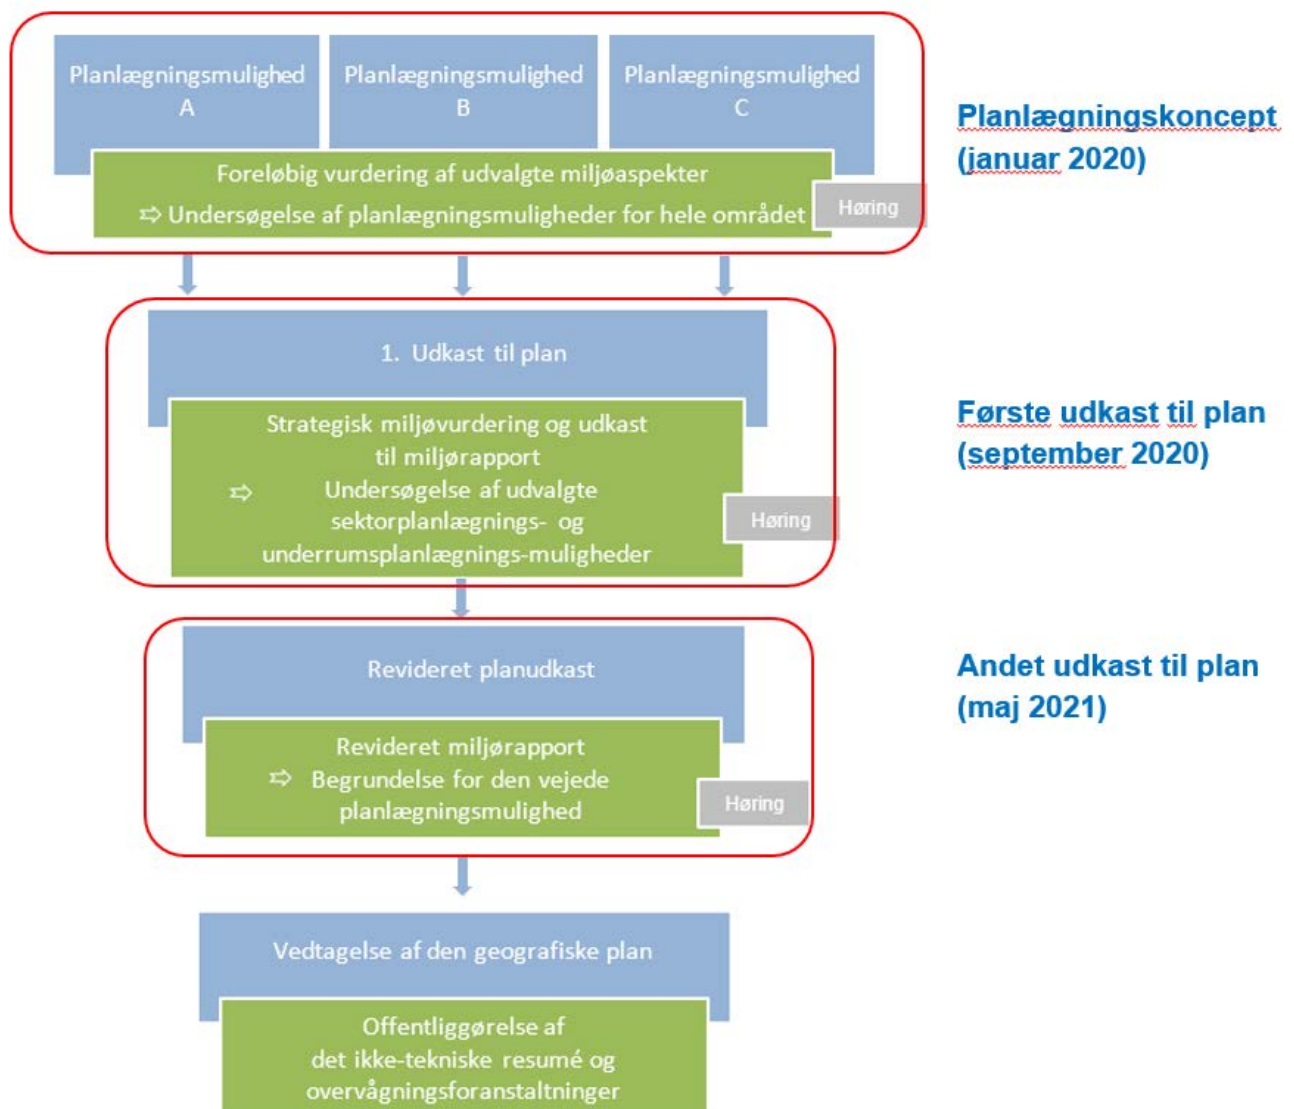 Planlægningsmulighed
A
Planlægningsmulighed
B
Planlægningsmulighed
C
Foreløbig vurdering af udvalgte miljøaspekter
⇨ Undersøgelse af planlægningsmuligheder for hele området
Høring
Planlægningskoncept
(januar 2020)
1. Udkast til plan
Strategisk miljøvurdering og udkast
til miljørapport
⇨ Undersøgelse af udvalgte
sektorplanlægnings- og
underrumsplanlægnings-muligheder
Høring
Første udkast til plan
(september 2020)
Revideret planudkast
Revideret miljørapport
⇨ Begrundelse for den vejede
planlægningsmulighed
Høring
Andet udkast til plan
(maj 2021)
Vedtagelse af den geografiske plan
Offentliggørelse af
det ikke-tekniske resumé og
overvågningsforanstaltninger